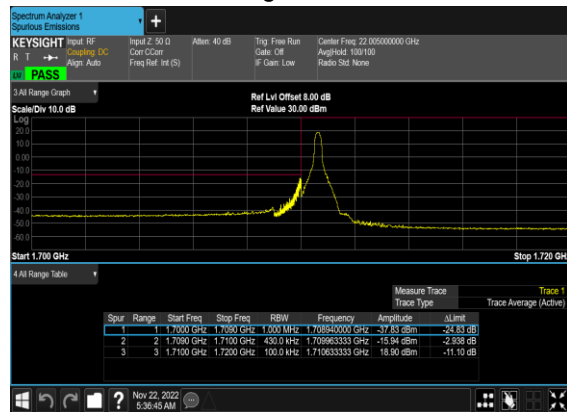 Spectrum Analyzer 1
Spurious Emissions
+
KEYSIGHT Input: RF Input Z: 50 Ω Atten: 40 dB Trig: Free Run Center Freq: 22.005000000 GHz
R T Coupling: DC Corr CCorr Gate: Off Avg|Hold: 100/100
Align: Auto Freq Ref: Int (S) IF Gain: Low Radio Std: None
LW PASS
3 All Range Graph
Ref Lvl Offset 8.00 dB
Scale/Div 10.0 dB Ref Value 30.00 dBm
Log
20.0
10.0
0.00
-10.0
-20.0
-30.0
-40.0
-50.0
-60.0
Start 1.700 GHz Stop 1.720 GH
4 All Range Table
Measure Trace Trace 1
Trace Type Trace Average (Active)
Spur Range Start Freq Stop Freq RBW Frequency Amplitude ΔLimit
1 1 1.7000 GHz 1.7090 GHz 1.000 MHz 1.708940000 GHz -37.83 dBm -24.83 dB
2 2 1.7090 GHz 1.7100 GHz 430.0 kHz 1.709963333 GHz -15.94 dBm -2.938 dB
3 3 1.7100 GHz 1.7200 GHz 100.0 kHz 1.710633333 GHz 18.90 dBm -11.10 dB
? Nov 22, 2022
5:36:45 AM